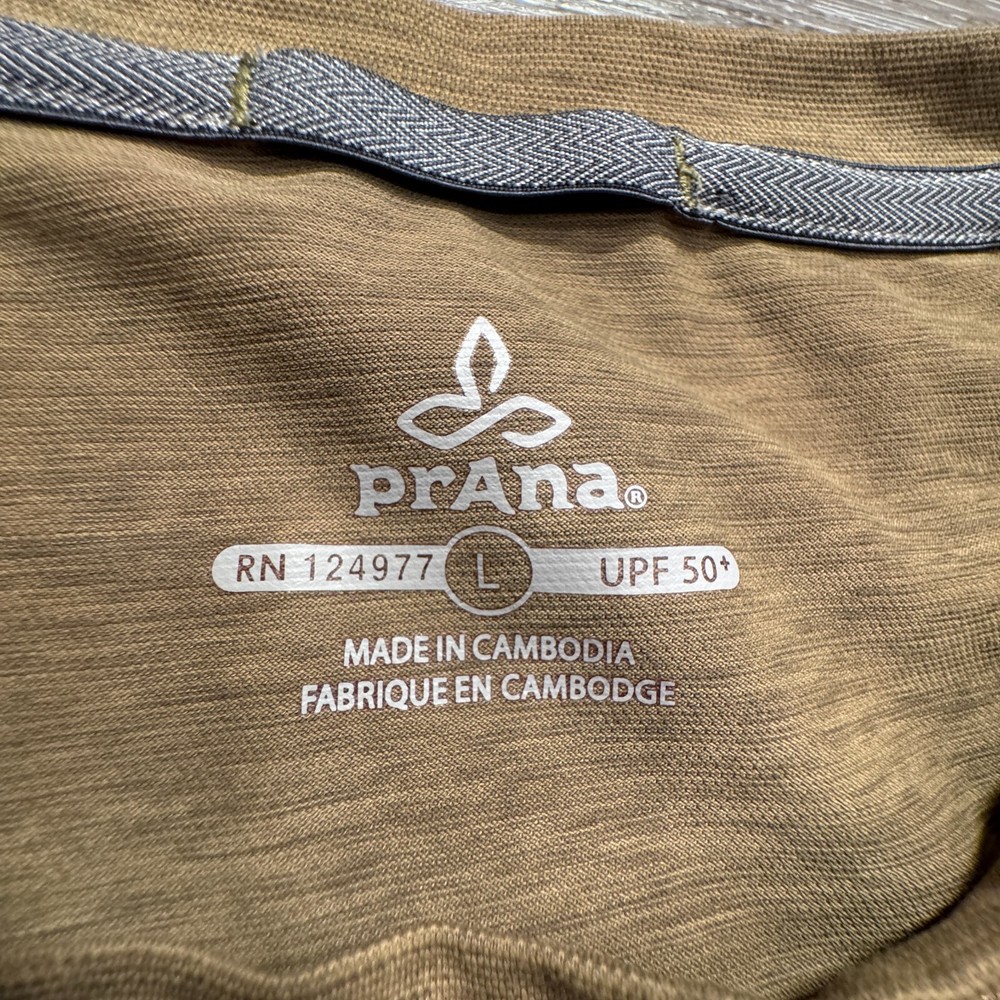 prAna®
RN 124977 L UPF 50+
MADE IN CAMBODIA
FABRIQUE EN CAMBODGE